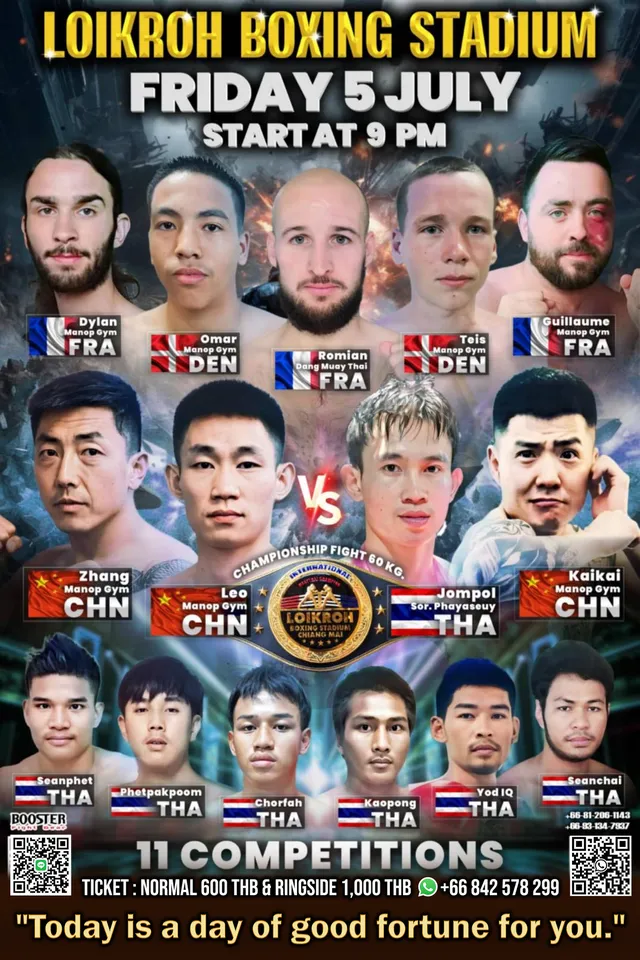 LOIKROH BOXING STADIUM
FRIDAY 5 JULY
START AT 9 PM
Dylan
Manop Gym
FRA
Omar
Manop Gym
DEN
Romian
Dang Muay Thai
FRA
Teis
Manop Gym
DEN
Guillaume
Manop Gym
FRA
VS
Zhang
Manop Gym
CHN
Leo
Manop Gym
CHN
CHAMPIONSHIP FIGHT 60 KG.
INTERNATIONAL
LOIKROH
BOXING STADIUM
CHIANG MAI
Jompol
Sor. Phayaseuy
THA
Kaikai
Manop Gym
CHN
Seanphet
THA
Phetpakpoom
THA
Chorfah
THA
Kaopong
THA
Yod IQ
THA
Seanchai
THA
BOOSTER
+66-81-206-1143
+66-93-134-7937
11 COMPETITIONS
TICKET : NORMAL 600 THB & RINGSIDE 1,000 THB +66 842 578 299
"Today is a day of good fortune for you."